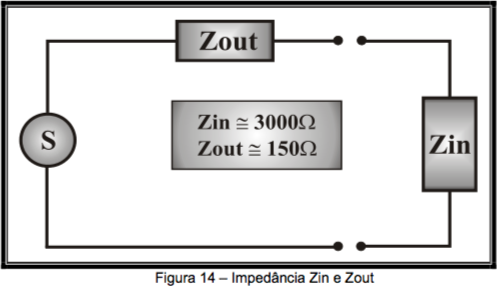 Zout
S
Zin ≅ 3000Ω
Zout ≅ 150Ω
Zin
Figura 14 – Impedância Zin e Zout